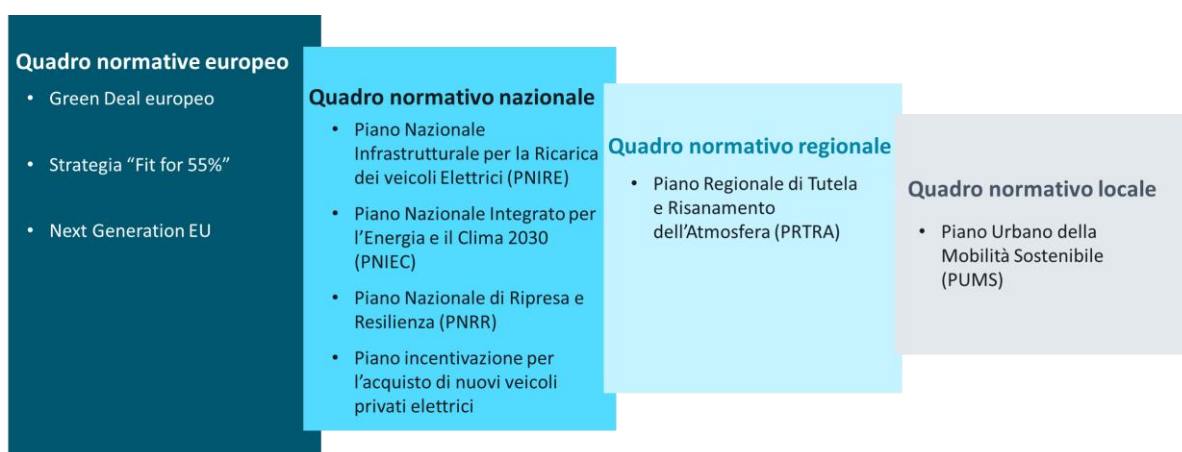 Quadro normative europeo
• Green Deal europeo
• Strategia “Fit for 55%”
• Next Generation EU
Quadro normativo nazionale
• Piano Nazionale
Infrastrutturale per la Ricarica
dei veicoli Elettrici (PNIRE)
• Piano Nazionale Integrato per
l’Energia e il Clima 2030
(PNIEC)
• Piano Nazionale di Ripresa e
Resilienza (PNRR)
• Piano incentivazione per
l’acquisto di nuovi veicoli
privati elettrici
Quadro normativo regionale
• Piano Regionale di Tutela
e Risanamento
dell’Atmosfera (PRTRA)
Quadro normativo locale
• Piano Urbano della
Mobilità Sostenibile
(PUMS)